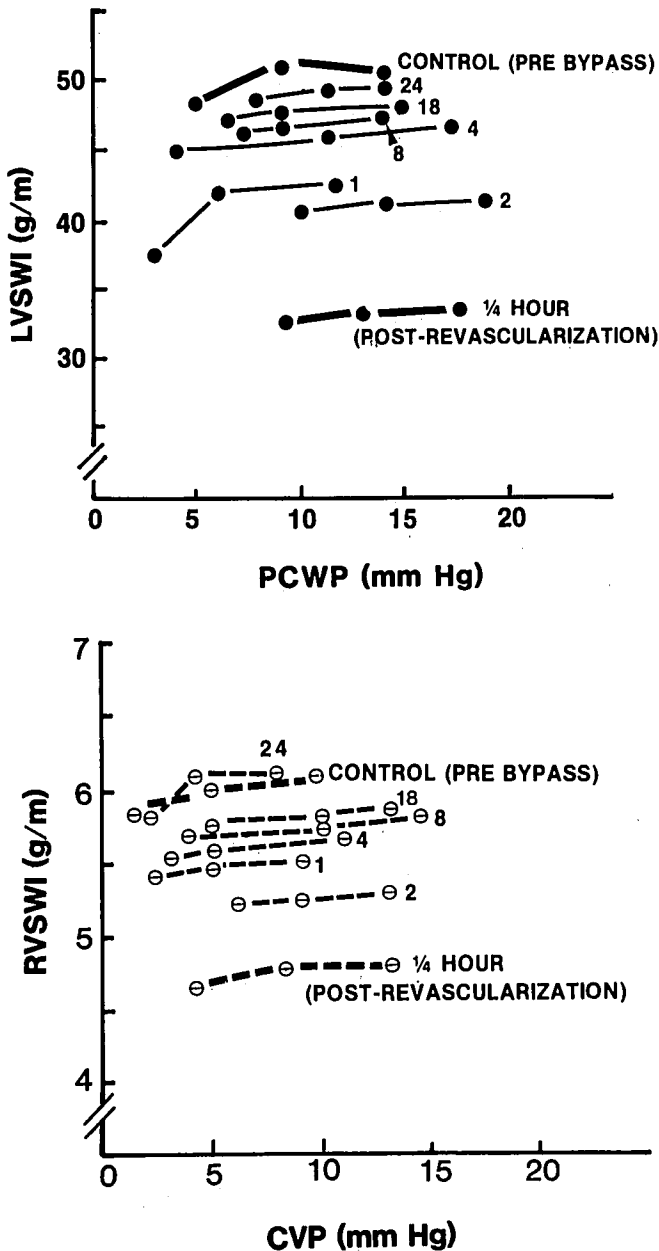 50
40
30
LVSWI (g/m)
CONTROL (PRE BYPASS)
24
18
4
8
1
2
¼ HOUR
(POST-REVASCULARIZATION)
0 5 10 15 20
PCWP (mm Hg)
7
6
5
4
RVSWI (g/m)
24
CONTROL (PRE BYPASS)
18
8
4
1
2
¼ HOUR
(POST-REVASCULARIZATION)
0 5 10 15 20
CVP (mm Hg)